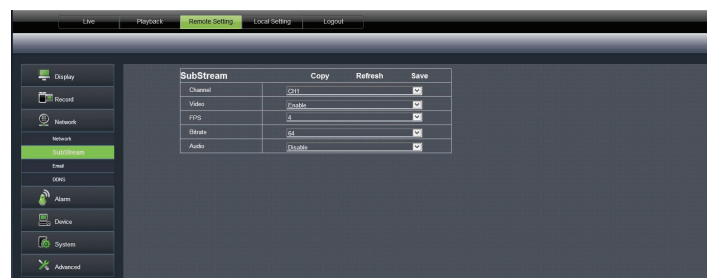 Live Playback Remote Setting Local Setting Logout
Display
Record
Network
Network
SubStream
Email
DDNS
Alarm
Device
System
Advanced
SubStream Copy Refresh Save
Channel CH1
Video Enable
FPS 4
Bitrate 64
Audio Disable